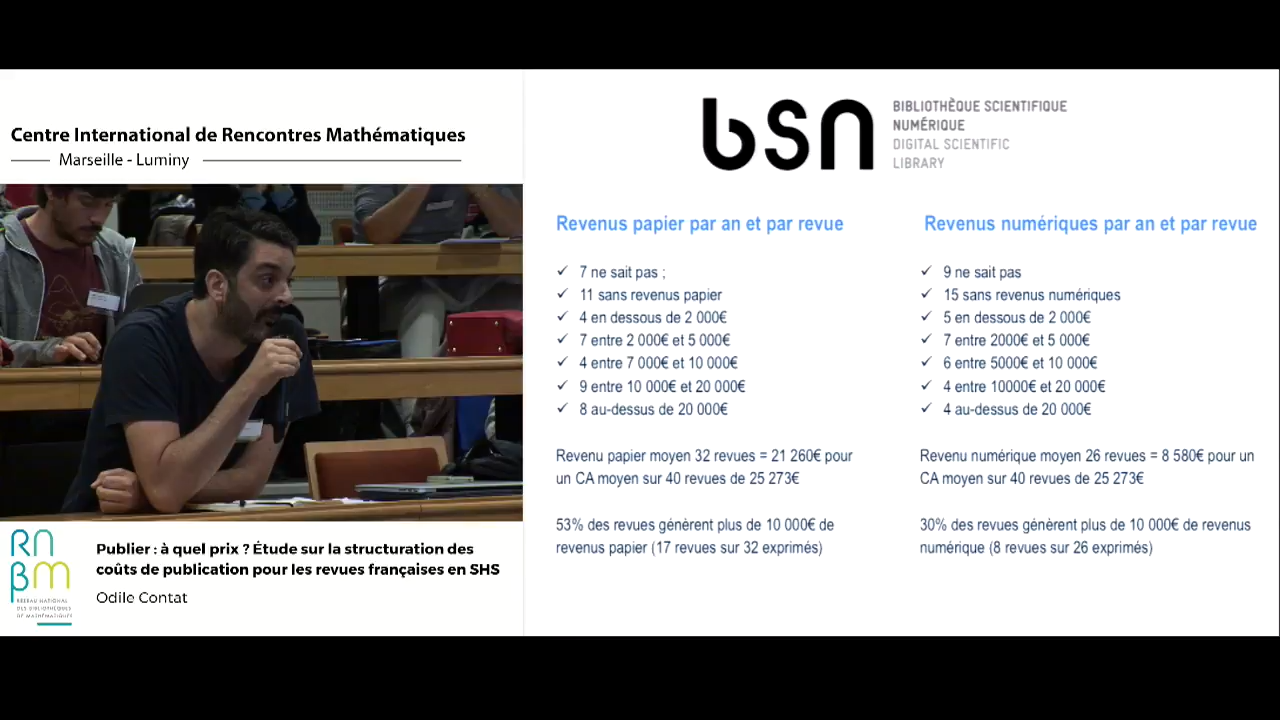 Centre International de Rencontres Mathématiques
Marseille - Luminy
RNBM
RÉSEAU NATIONAL
DES BIBLIOTHÈQUES
DE MATHÉMATIQUES
Publier : à quel prix ? Étude sur la structuration des
coûts de publication pour les revues françaises en SHS
Odile Contat
bsn
BIBLIOTHÈQUE SCIENTIFIQUE
NUMÉRIQUE
DIGITAL SCIENTIFIC
LIBRARY
Revenus papier par an et par revue
✓ 7 ne sait pas ;
✓ 11 sans revenus papier
✓ 4 en dessous de 2 000€
✓ 7 entre 2 000€ et 5 000€
✓ 4 entre 7 000€ et 10 000€
✓ 9 entre 10 000€ et 20 000€
✓ 8 au-dessus de 20 000€
Revenu papier moyen 32 revues = 21 260€ pour
un CA moyen sur 40 revues de 25 273€
53% des revues génèrent plus de 10 000€ de
revenus papier (17 revues sur 32 exprimés)
Revenus numériques par an et par revue
✓ 9 ne sait pas
✓ 15 sans revenus numériques
✓ 5 en dessous de 2 000€
✓ 7 entre 2000€ et 5 000€
✓ 6 entre 5000€ et 10 000€
✓ 4 entre 10000€ et 20 000€
✓ 4 au-dessus de 20 000€
Revenu numérique moyen 26 revues = 8 580€ pour un
CA moyen sur 40 revues de 25 273€
30% des revues génèrent plus de 10 000€ de revenus
numérique (8 revues sur 26 exprimés)